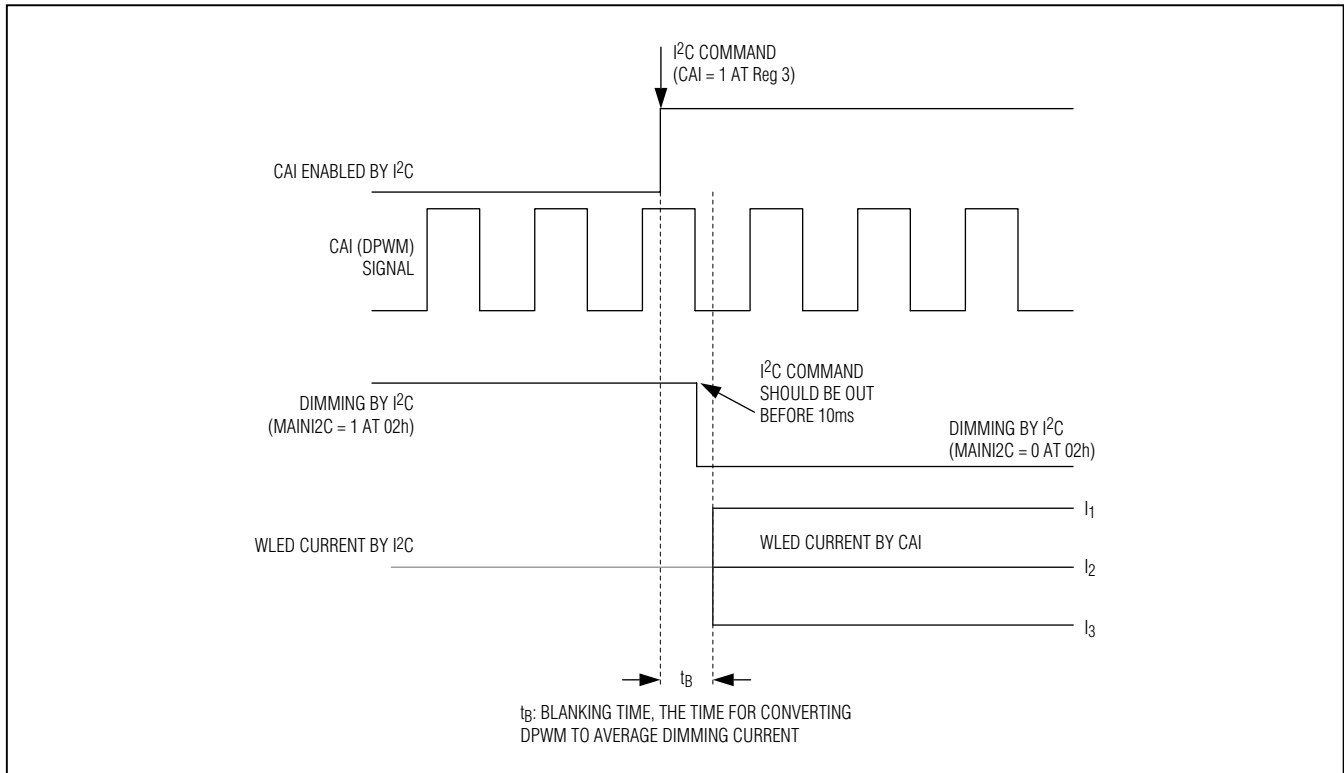 I²C COMMAND
(CAI = 1 AT Reg 3)
CAI ENABLED BY I²C
CAI (DPWM)
SIGNAL
I²C COMMAND
SHOULD BE OUT
BEFORE 10ms
DIMMING BY I²C
(MAINI2C = 1 AT 02h)
DIMMING BY I²C
(MAINI2C = 0 AT 02h)
I₁
WLED CURRENT BY I²C
WLED CURRENT BY CAI
I₂
I₃
t_B
t_B: BLANKING TIME, THE TIME FOR CONVERTING
DPWM TO AVERAGE DIMMING CURRENT